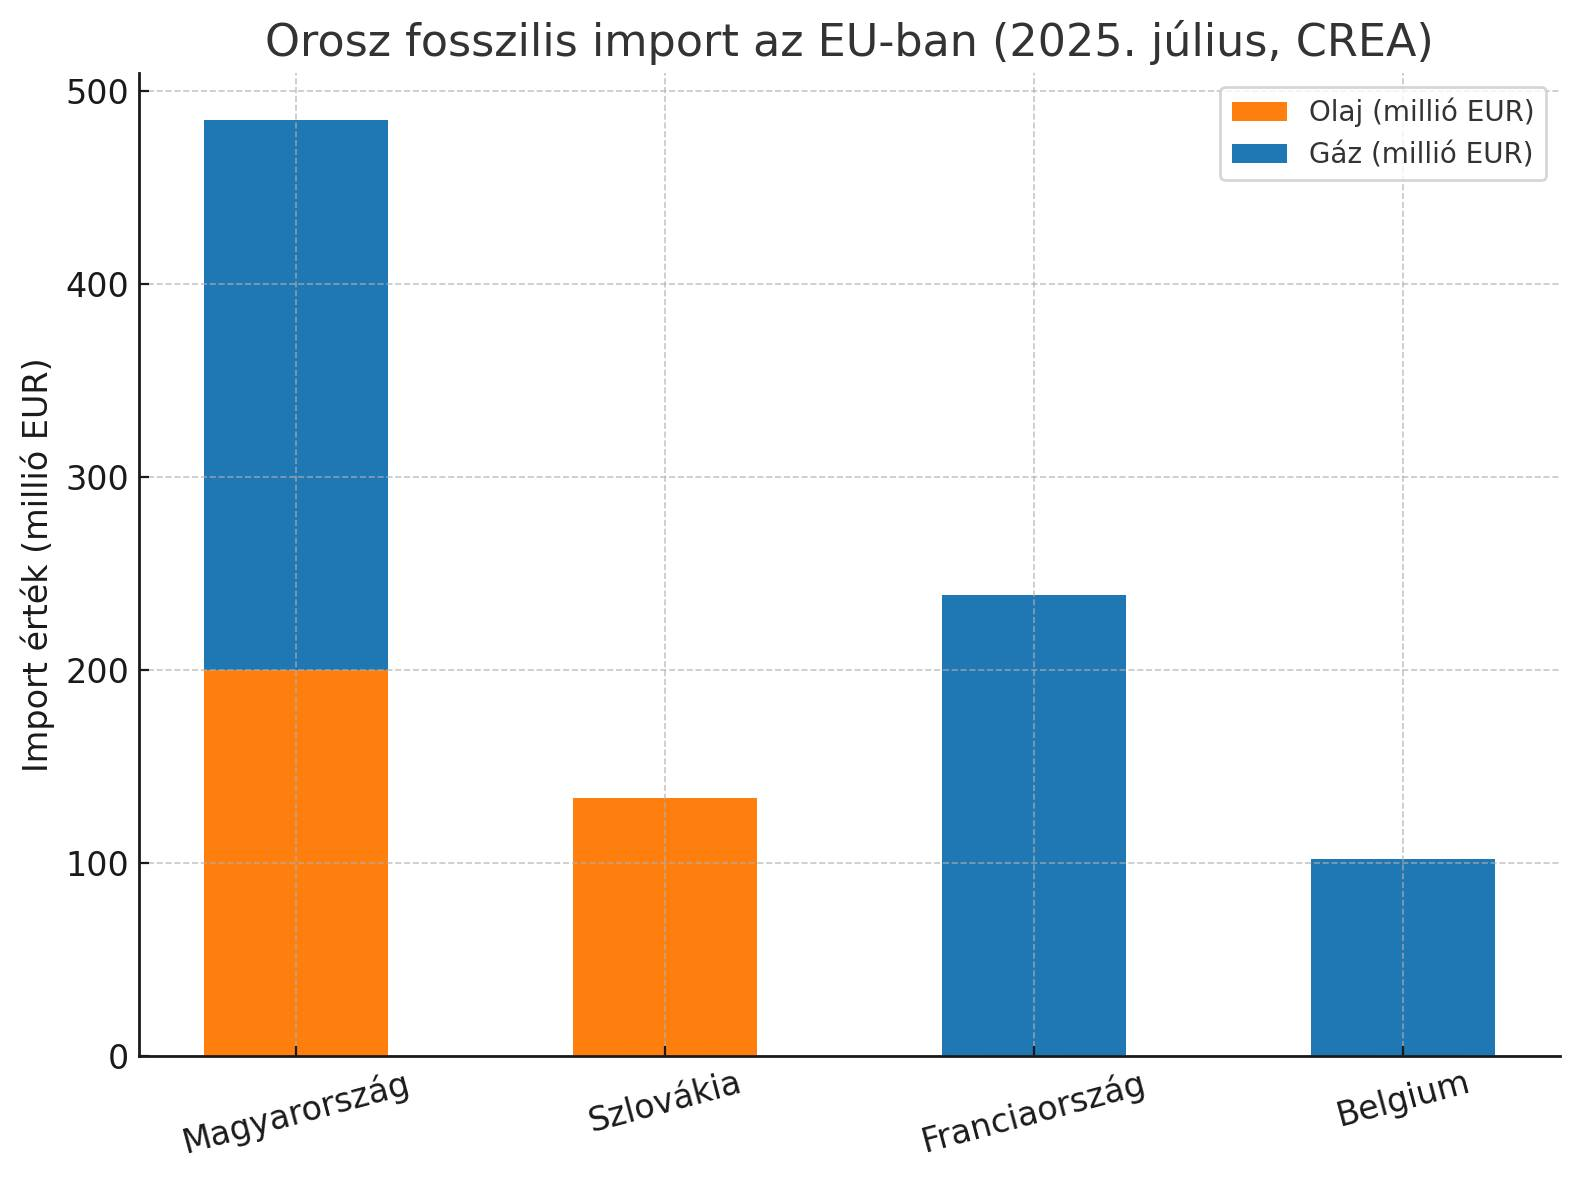 Orosz fosszilis import az EU-ban (2025. július, CREA)
Olaj (millió EUR)
Gáz (millió EUR)
Import érték (millió EUR)
500
400
300
200
100
0
Magyarország
Szlovákia
Franciaország
Belgium